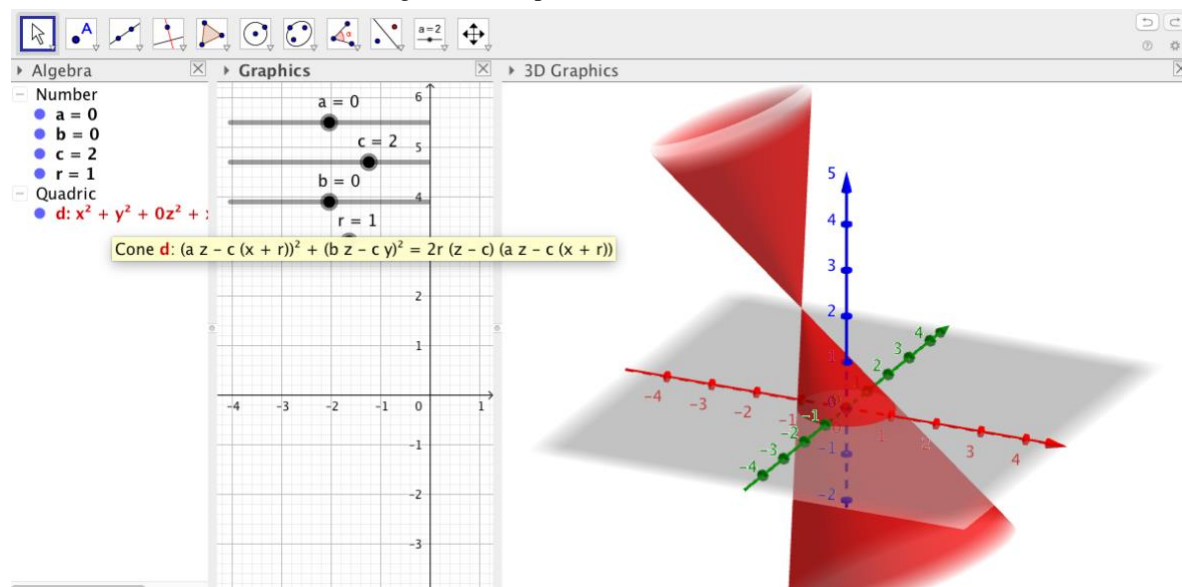 a=2
Algebra
Graphics
3D Graphics
Number
a = 0
b = 0
c = 2
r = 1
Quadric
d: x² + y² + 0z² +
a = 0
c = 2
b = 0
r = 1
Cone d: (a z – c (x + r))² + (b z – c y)² = 2r (z – c) (a z – c (x + r))
6
5
4
2
1
-4 -3 -2 -1 0 1
-1
-2
-3
5
4
3
2
1
-1
-2
-4 -3 -2 -1 0 1 2 3 4
-4 -3 -2 -1 1 2 3 4